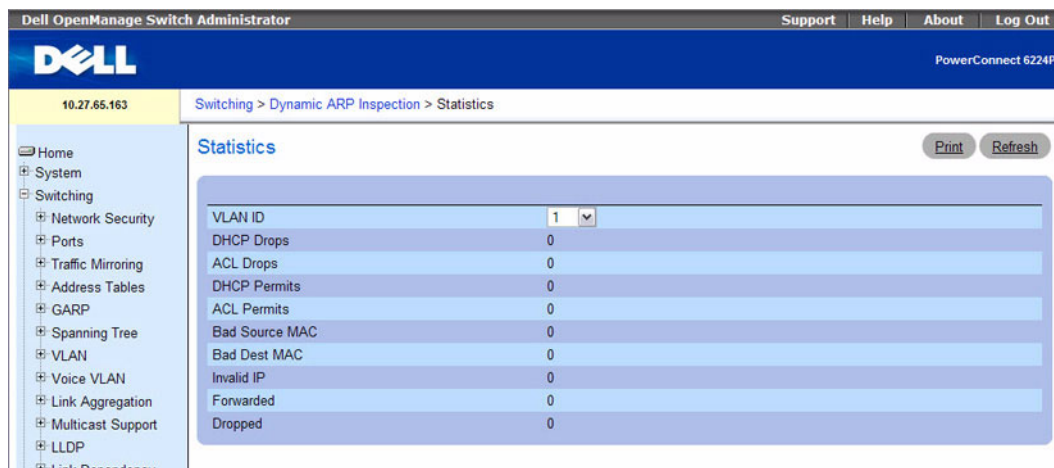 Dell OpenManage Switch Administrator
Support | Help | About | Log Out
DELL
PowerConnect 6224P
10.27.65.163
Switching > Dynamic ARP Inspection > Statistics
Home
System
Switching
Network Security
Ports
Traffic Mirroring
Address Tables
GARP
Spanning Tree
VLAN
Voice VLAN
Link Aggregation
Multicast Support
LLDP
Link Dependency
Statistics
Print Refresh
VLAN ID 1
DHCP Drops 0
ACL Drops 0
DHCP Permits 0
ACL Permits 0
Bad Source MAC 0
Bad Dest MAC 0
Invalid IP 0
Forwarded 0
Dropped 0